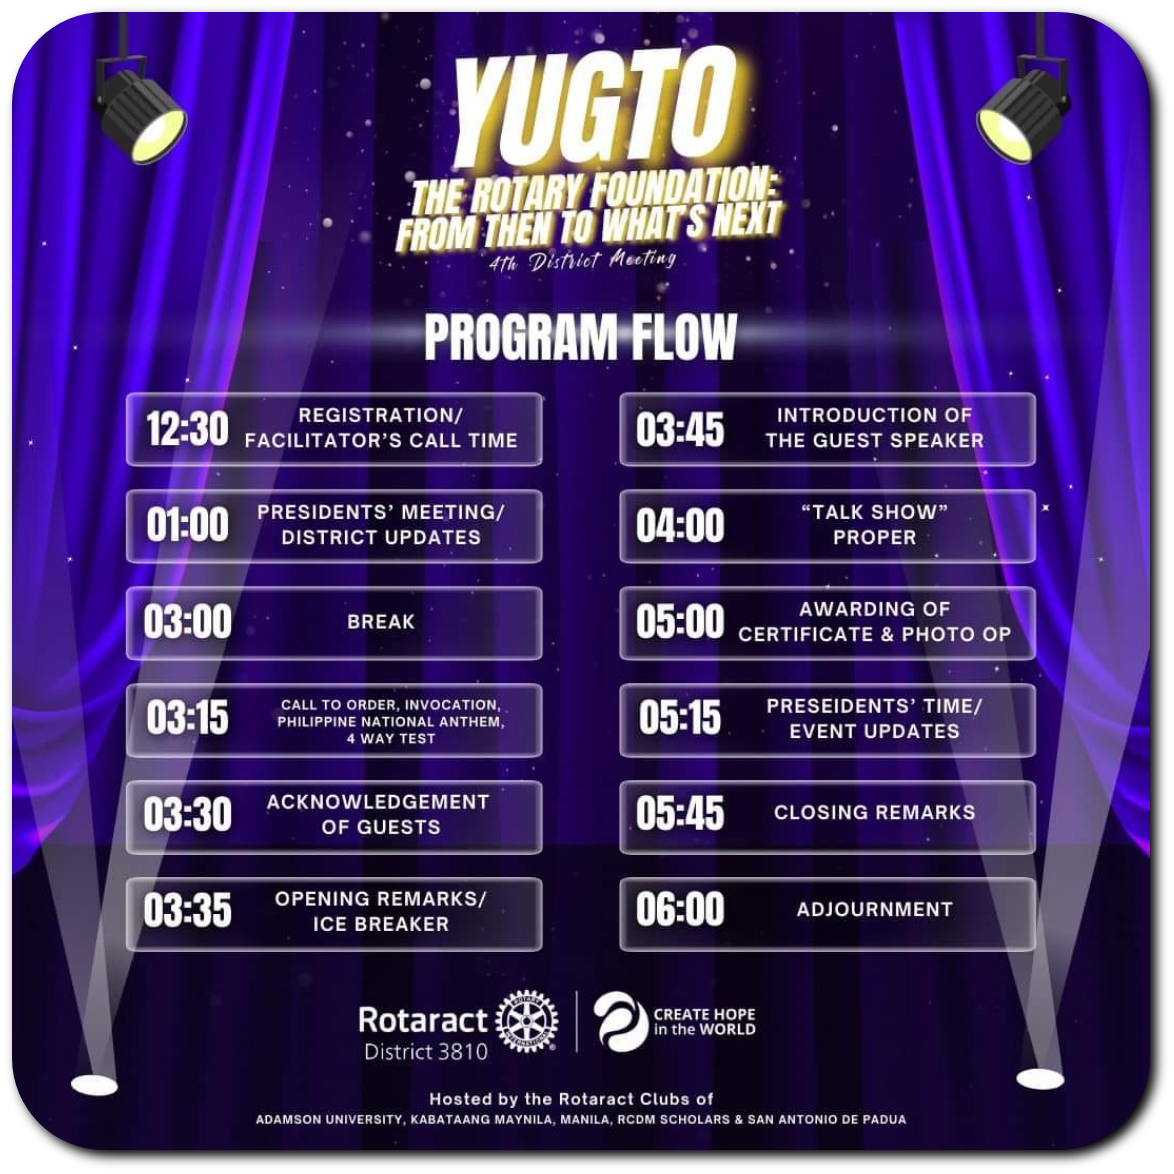 YUGTO
THE ROTARY FOUNDATION:
FROM THEN TO WHAT'S NEXT
4th District Meeting
PROGRAM FLOW
12:30
REGISTRATION/
FACILITATOR'S CALL TIME
01:00
PRESIDENTS' MEETING/
DISTRICT UPDATES
03:00
BREAK
03:15
CALL TO ORDER, INVOCATION,
PHILIPPINE NATIONAL ANTHEM,
4 WAY TEST
03:30
ACKNOWLEDGEMENT
OF GUESTS
03:35
OPENING REMARKS/
ICE BREAKER
03:45
INTRODUCTION OF
THE GUEST SPEAKER
04:00
“TALK SHOW”
PROPER
05:00
AWARDING OF
CERTIFICATE & PHOTO OP
05:15
PRESEIDENTS' TIME/
EVENT UPDATES
05:45
CLOSING REMARKS
06:00
ADJOURNMENT
Rotaract
District 3810
ROTARY
INTERNATIONAL
CREATE HOPE
in the WORLD
Hosted by the Rotaract Clubs of
ADAMSON UNIVERSITY, KABATAANG MAYNILA, MANILA, RCDM SCHOLARS & SAN ANTONIO DE PADUA